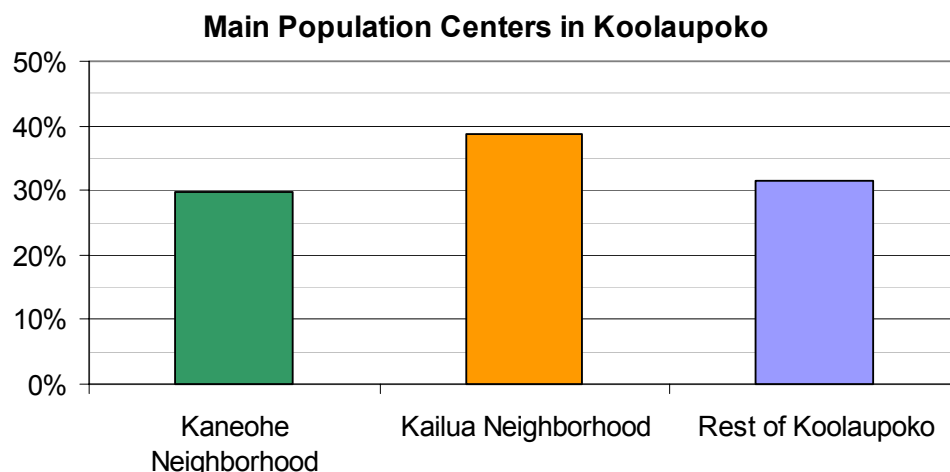 Main Population Centers in Koolaupoko
50%
40%
30%
20%
10%
0%
Kaneohe
Neighborhood
Kailua Neighborhood
Rest of Koolaupoko